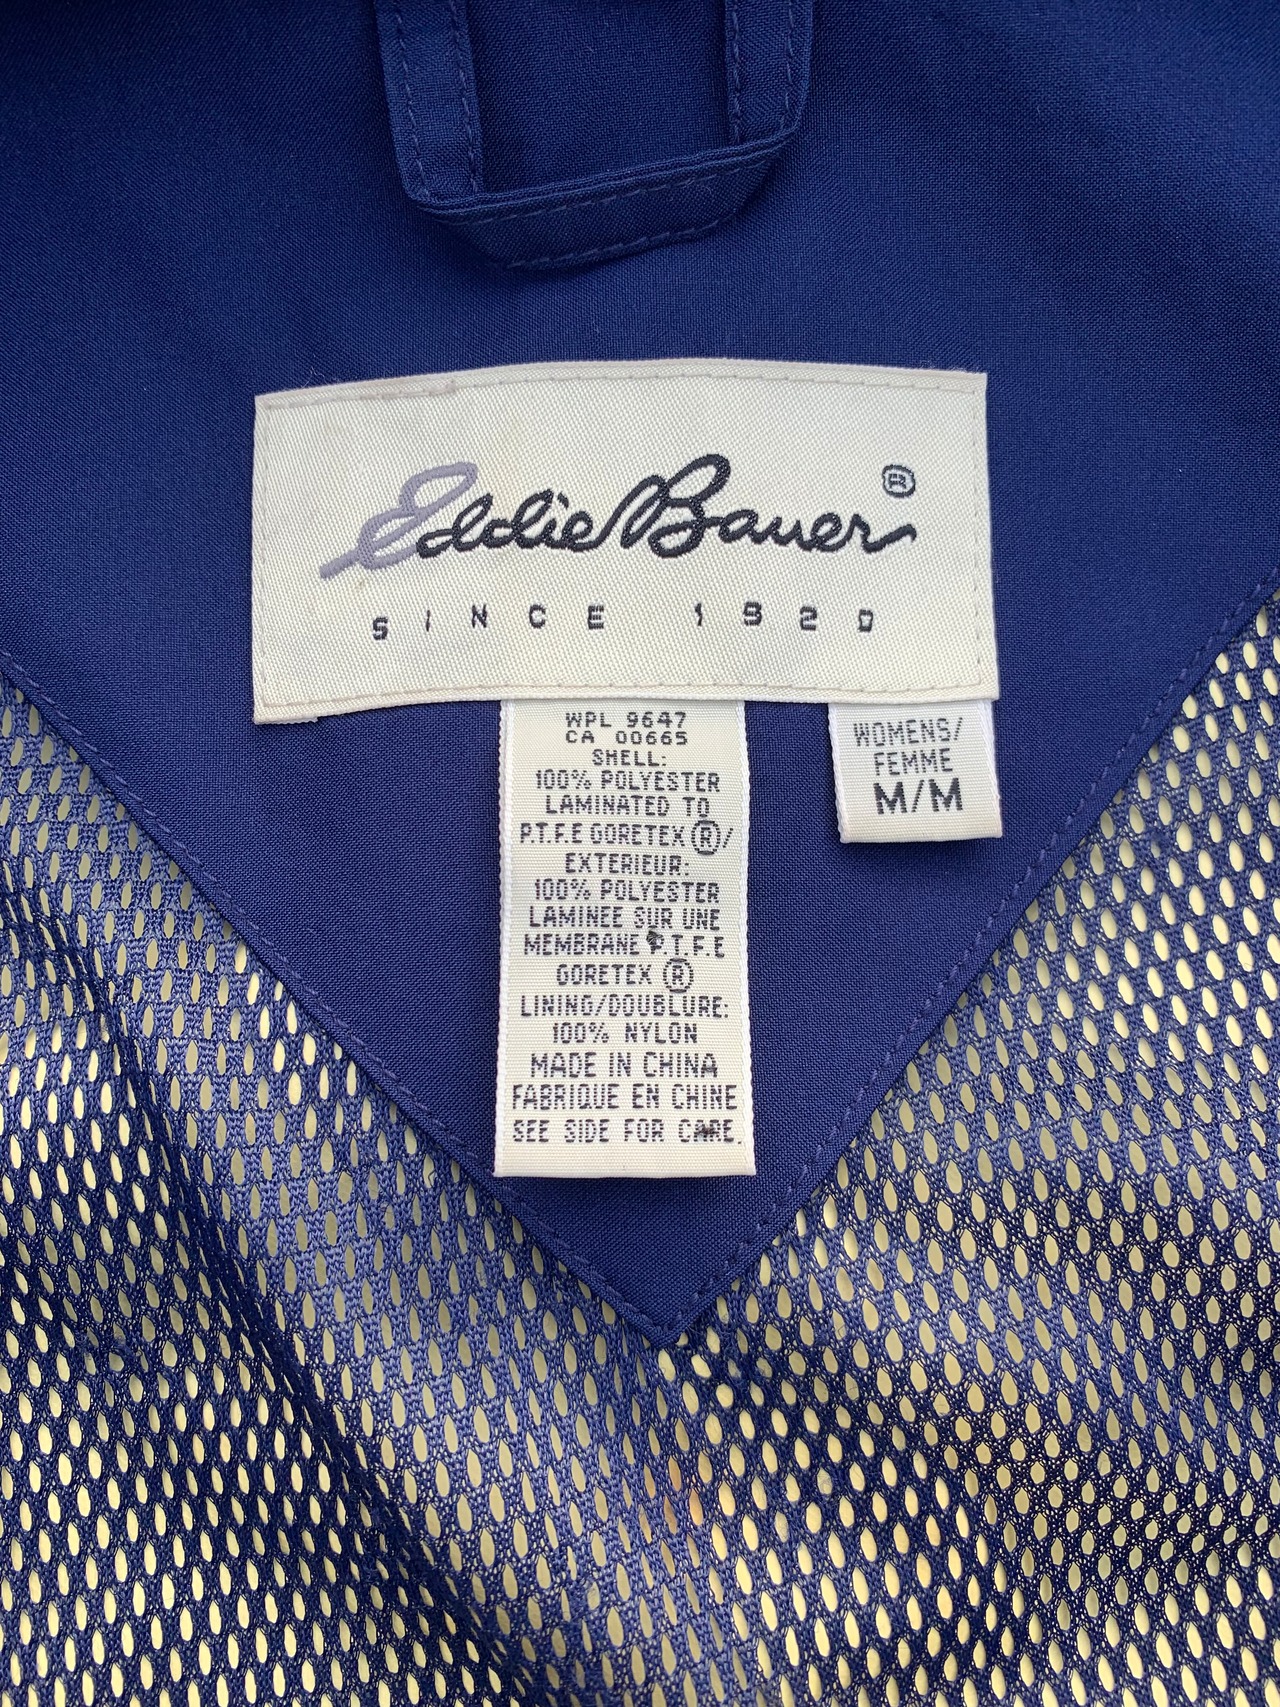 Eddie Bauer ®
SINCE 1920
WPL 9647
CA 00665
SHELL:
100% POLYESTER
LAMINATED TO
P.T.F.E GORETEX ®/
EXTERIEUR:
100% POLYESTER
LAMINEE SUR UNE
MEMBRANE P.T.F.E
GORETEX ®
LINING/DOUBLURE:
100% NYLON
MADE IN CHINA
FABRIQUE EN CHINE
SEE SIDE FOR CARE.
WOMENS/
FEMME
M/M